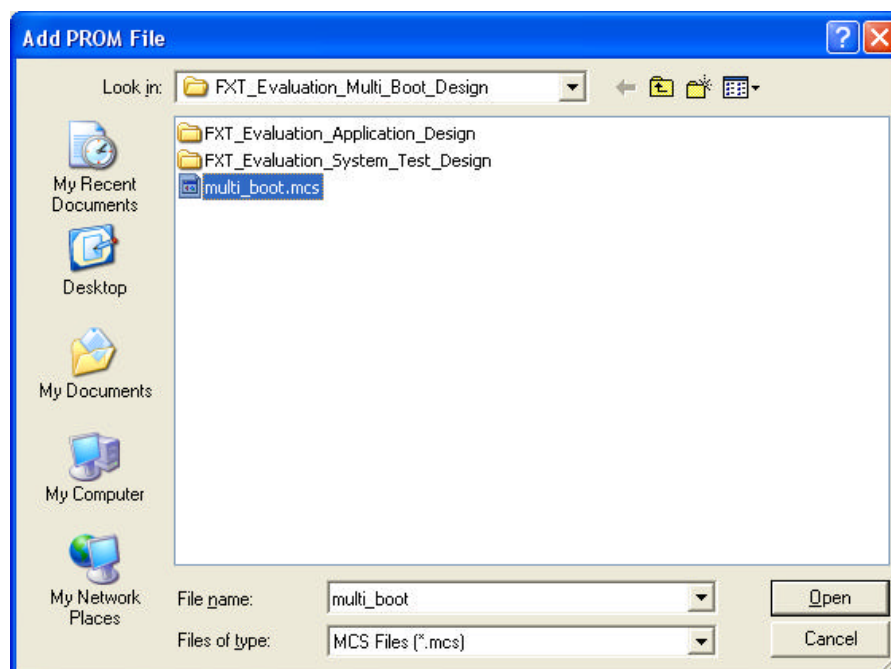 Add PROM File
Look in: FXT_Evaluation_Multi_Boot_Design
My Recent
Documents
Desktop
My Documents
My Computer
My Network
Places
FXT_Evaluation_Application_Design
FXT_Evaluation_System_Test_Design
multi_boot.mcs
File name: multi_boot
Open
Files of type: MCS Files (*.mcs)
Cancel